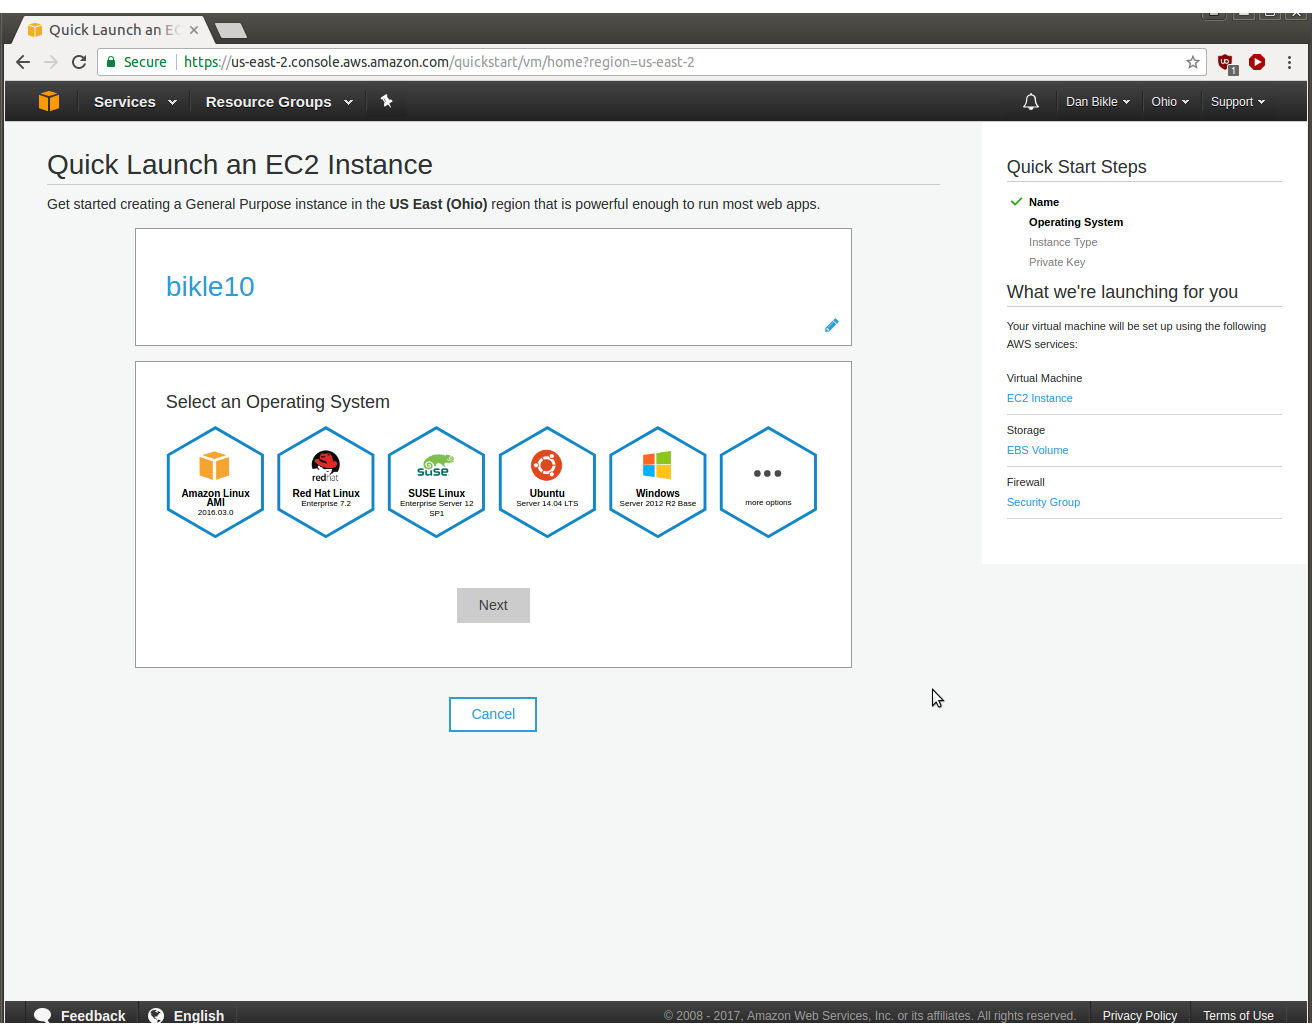 Quick Launch an EC
Secure
https://us-east-2.console.aws.amazon.com/quickstart/vm/home?region=us-east-2
1
Services
Resource Groups
Dan Bikle
Ohio
Support
Quick Launch an EC2 Instance
Get started creating a General Purpose instance in the US East (Ohio) region that is powerful enough to run most web apps.
bikle10
Select an Operating System
Amazon Linux
AMI
2016.03.0
redhat
Red Hat Linux
Enterprise 7.2
SUSE
SUSE Linux
Enterprise Server 12
SP1
Ubuntu
Server 14.04 LTS
Windows
Server 2012 R2 Base
more options
Next
Cancel
Quick Start Steps
Name
Operating System
Instance Type
Private Key
What we're launching for you
Your virtual machine will be set up using the following
AWS services:
Virtual Machine
EC2 Instance
Storage
EBS Volume
Firewall
Security Group
Feedback
English
© 2008 - 2017, Amazon Web Services, Inc. or its affiliates. All rights reserved.
Privacy Policy
Terms of Use